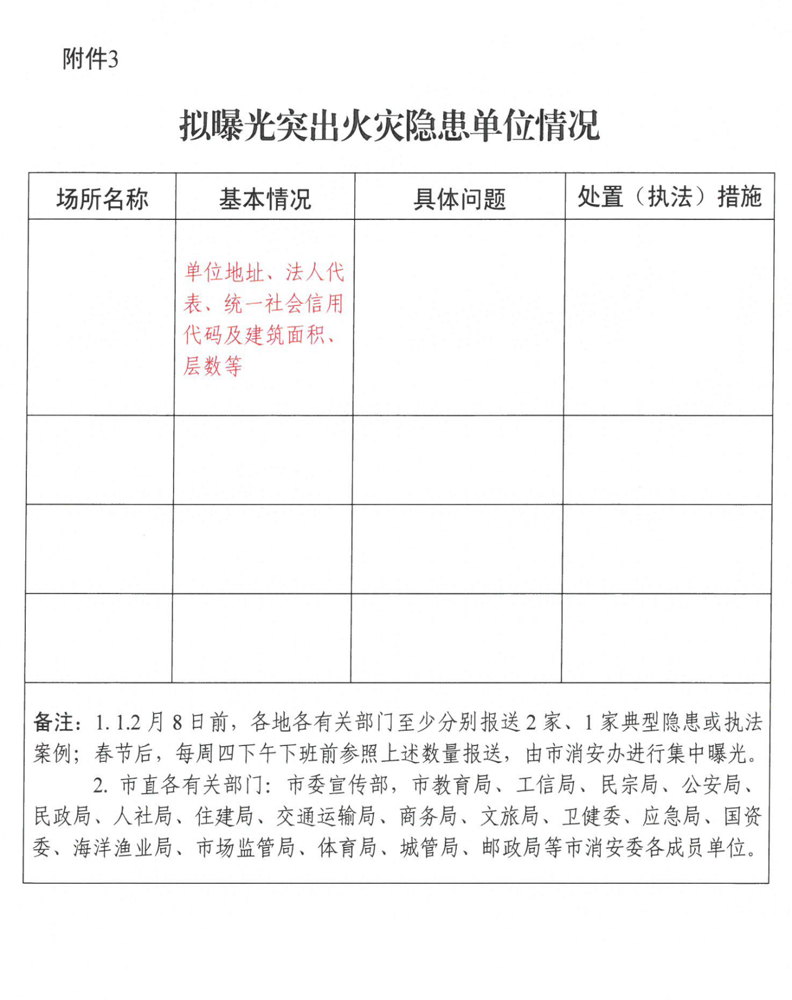 附件3
拟曝光突出火灾隐患单位情况
场所名称
基本情况
具体问题
处置（执法）措施
单位地址、法人代
表、统一社会信用
代码及建筑面积、
层数等
备注：1. 1.2 月 8 日前，各地各有关部门至少分别报送 2 家、1 家典型隐患或执法
案例；春节后，每周四下午下班前参照上述数量报送，由市消安办进行集中曝光。
2. 市直各有关部门：市委宣传部，市教育局、工信局、民宗局、公安局、
民政局、人社局、住建局、交通运输局、商务局、文旅局、卫健委、应急局、国资
委、海洋渔业局、市场监管局、体育局、城管局、邮政局等市消安委各成员单位。